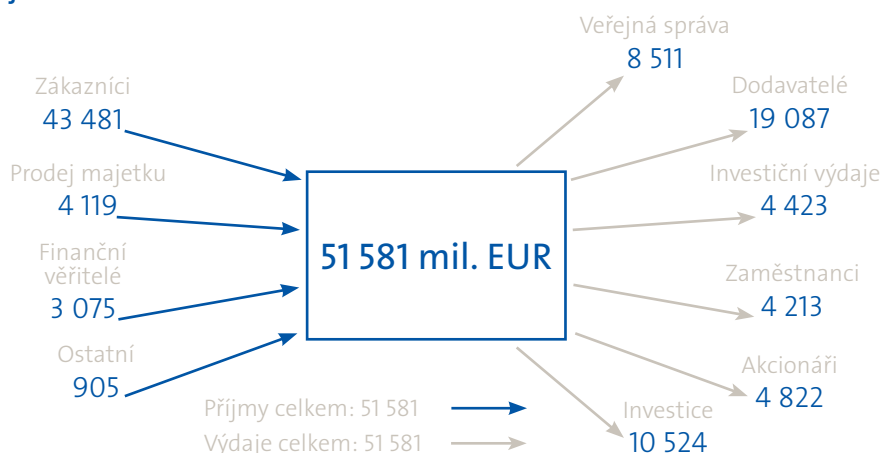 Zákazníci
43 481
Prodej majetku
4 119
Finanční
věřitelé
3 075
Ostatní
905
51 581 mil. EUR
Veřejná správa
8 511
Dodavatelé
19 087
Investiční výdaje
4 423
Zaměstnanci
4 213
Akcionáři
4 822
Investice
10 524
Příjmy celkem: 51 581
Výdaje celkem: 51 581